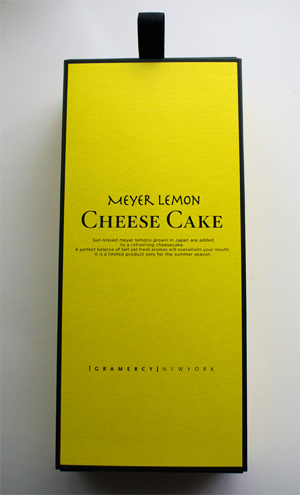 MEYER LEMON
CHEESE CAKE
Sun-kissed meyer lemons grown in Japan are added
to a refreshing cheesecake.
A perfect balance of tart yet fresh aromas will overwhelm your mouth.
It is a limited product only for the summer season.
[GRAMERCY]NEWYORK